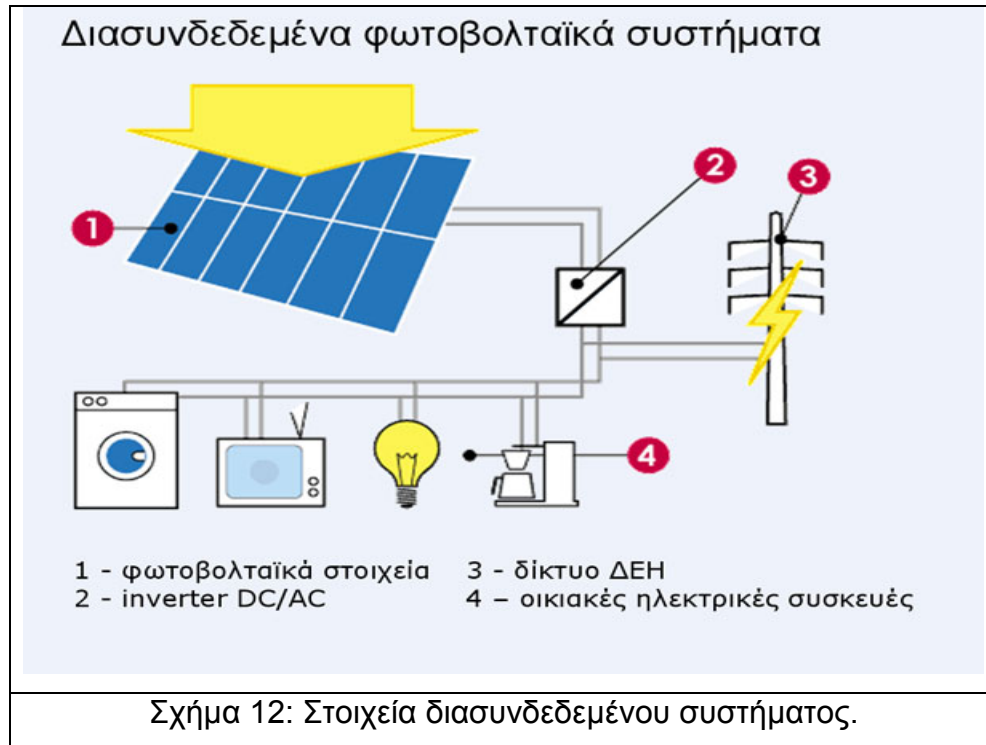 Διασυνδεδεμένα φωτοβολταϊκά συστήματα
1
2
3
4
1 - φωτοβολταϊκά στοιχεία
2 - inverter DC/AC
3 - δίκτυο ΔΕΗ
4 – οικιακές ηλεκτρικές συσκευές
Σχήμα 12: Στοιχεία διασυνδεδεμένου συστήματος.